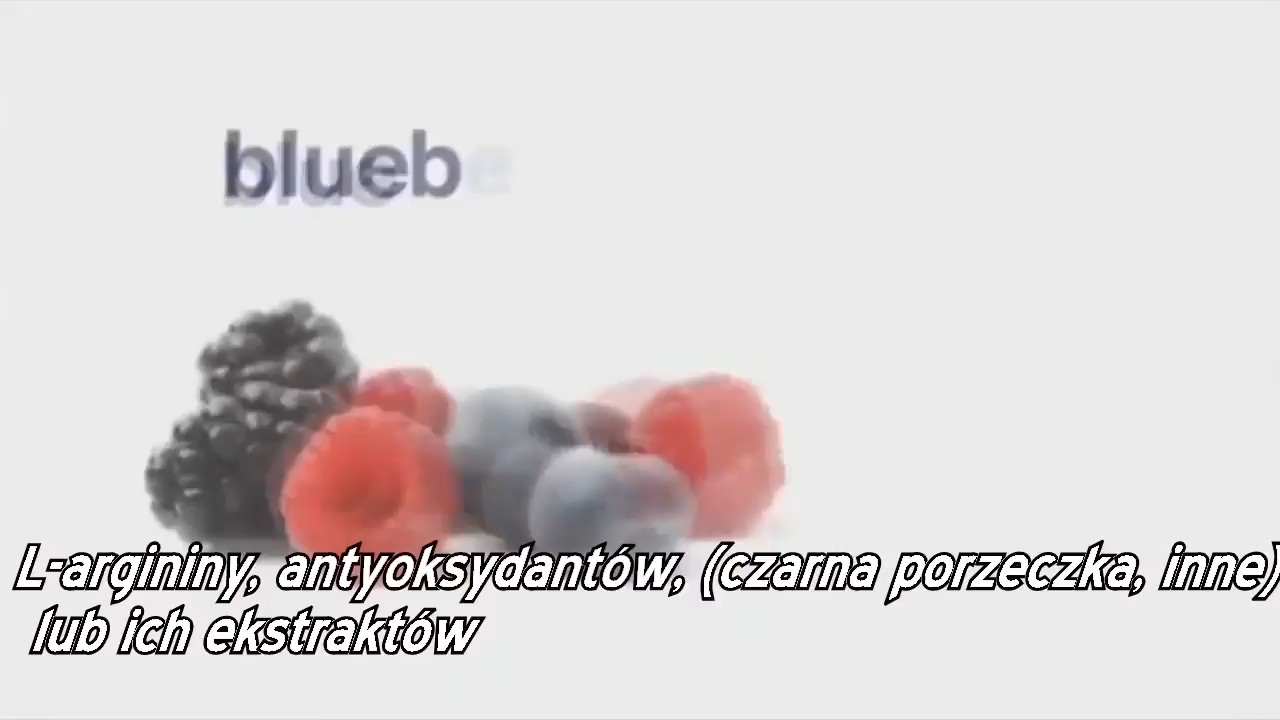 blueb
L-argininy, antyoksydantów, (czarna porzeczka, inne)
lub ich ekstraktów